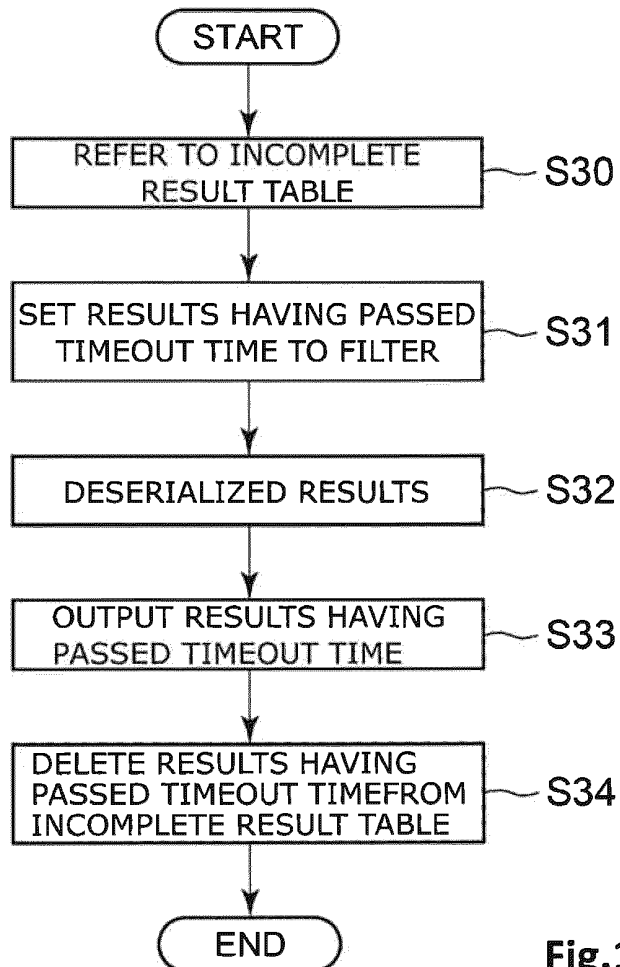 START
REFER TO INCOMPLETE
RESULT TABLE
S30
SET RESULTS HAVING PASSED
TIMEOUT TIME TO FILTER
S31
DESERIALIZED RESULTS
S32
OUTPUT RESULTS HAVING
PASSED TIMEOUT TIME
S33
DELETE RESULTS HAVING
PASSED TIMEOUT TIMEFROM
INCOMPLETE RESULT TABLE
S34
END